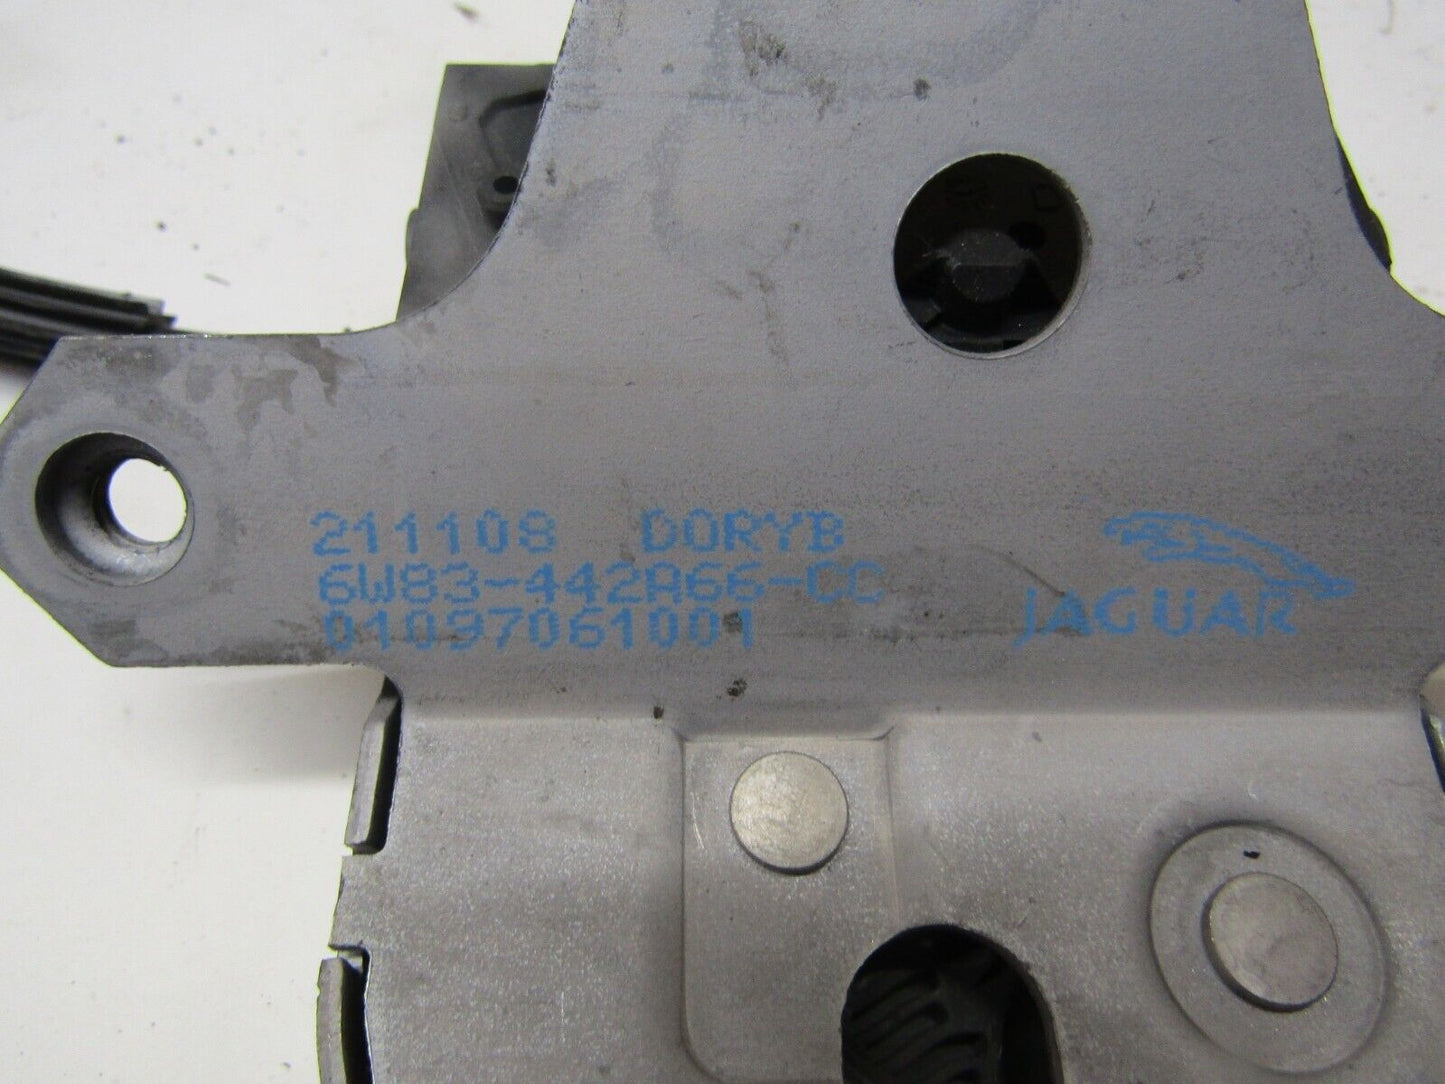 211108 DORYB
6W83-442A66-CC
01097061001
JAGUAR